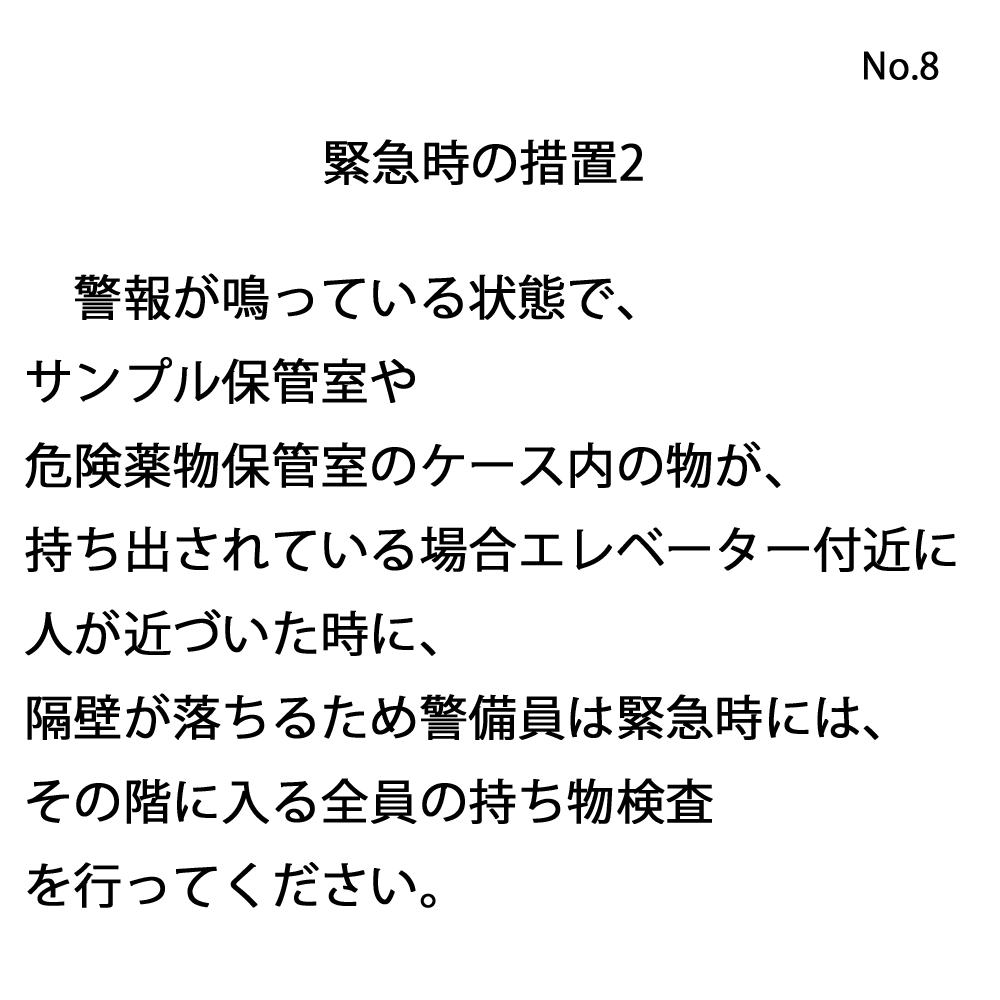 No.8
緊急時の措置2
　警報が鳴っている状態で、
サンプル保管室や
危険薬物保管室のケース内の物が、
持ち出されている場合エレベーター付近に
人が近づいた時に、
隔壁が落ちるため警備員は緊急時には、
その階に入る全員の持ち物検査
を行ってください。